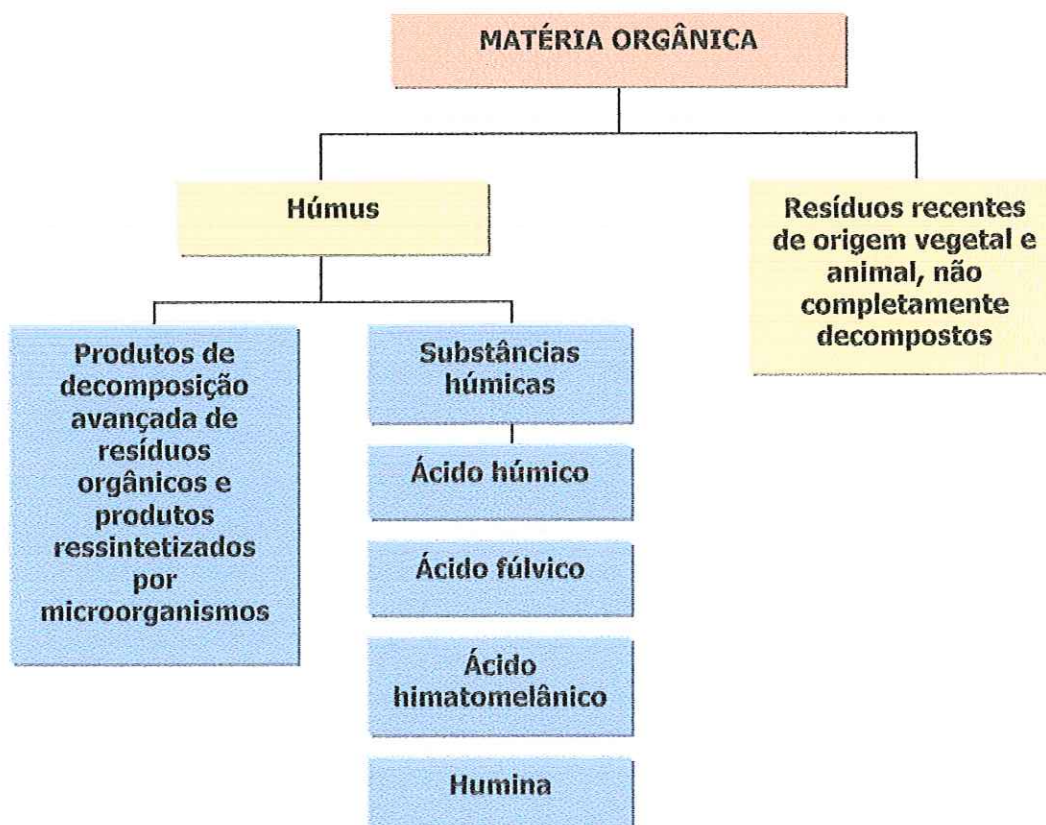 MATÉRIA ORGÂNICA
Húmus
Resíduos recentes
de origem vegetal e
animal, não
completamente
decompostos
Produtos de
decomposição
avançada de
resíduos
orgânicos e
produtos
ressintetizados
por
microorganismos
Substâncias
húmicas
Ácido húmico
Ácido fúlvico
Ácido
himatomelânico
Humina